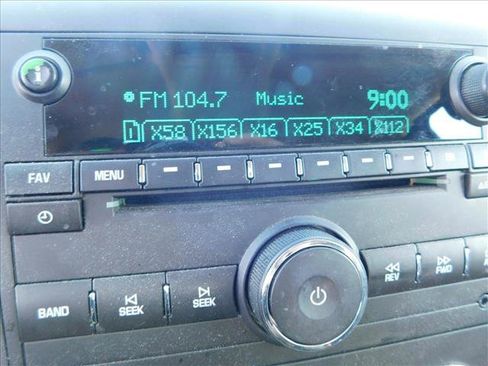 FM 104.7 Music 9:00
1 X58 X156 X16 X25 X34 X112
FAV MENU
REV FWD
BAND SEEK SEEK